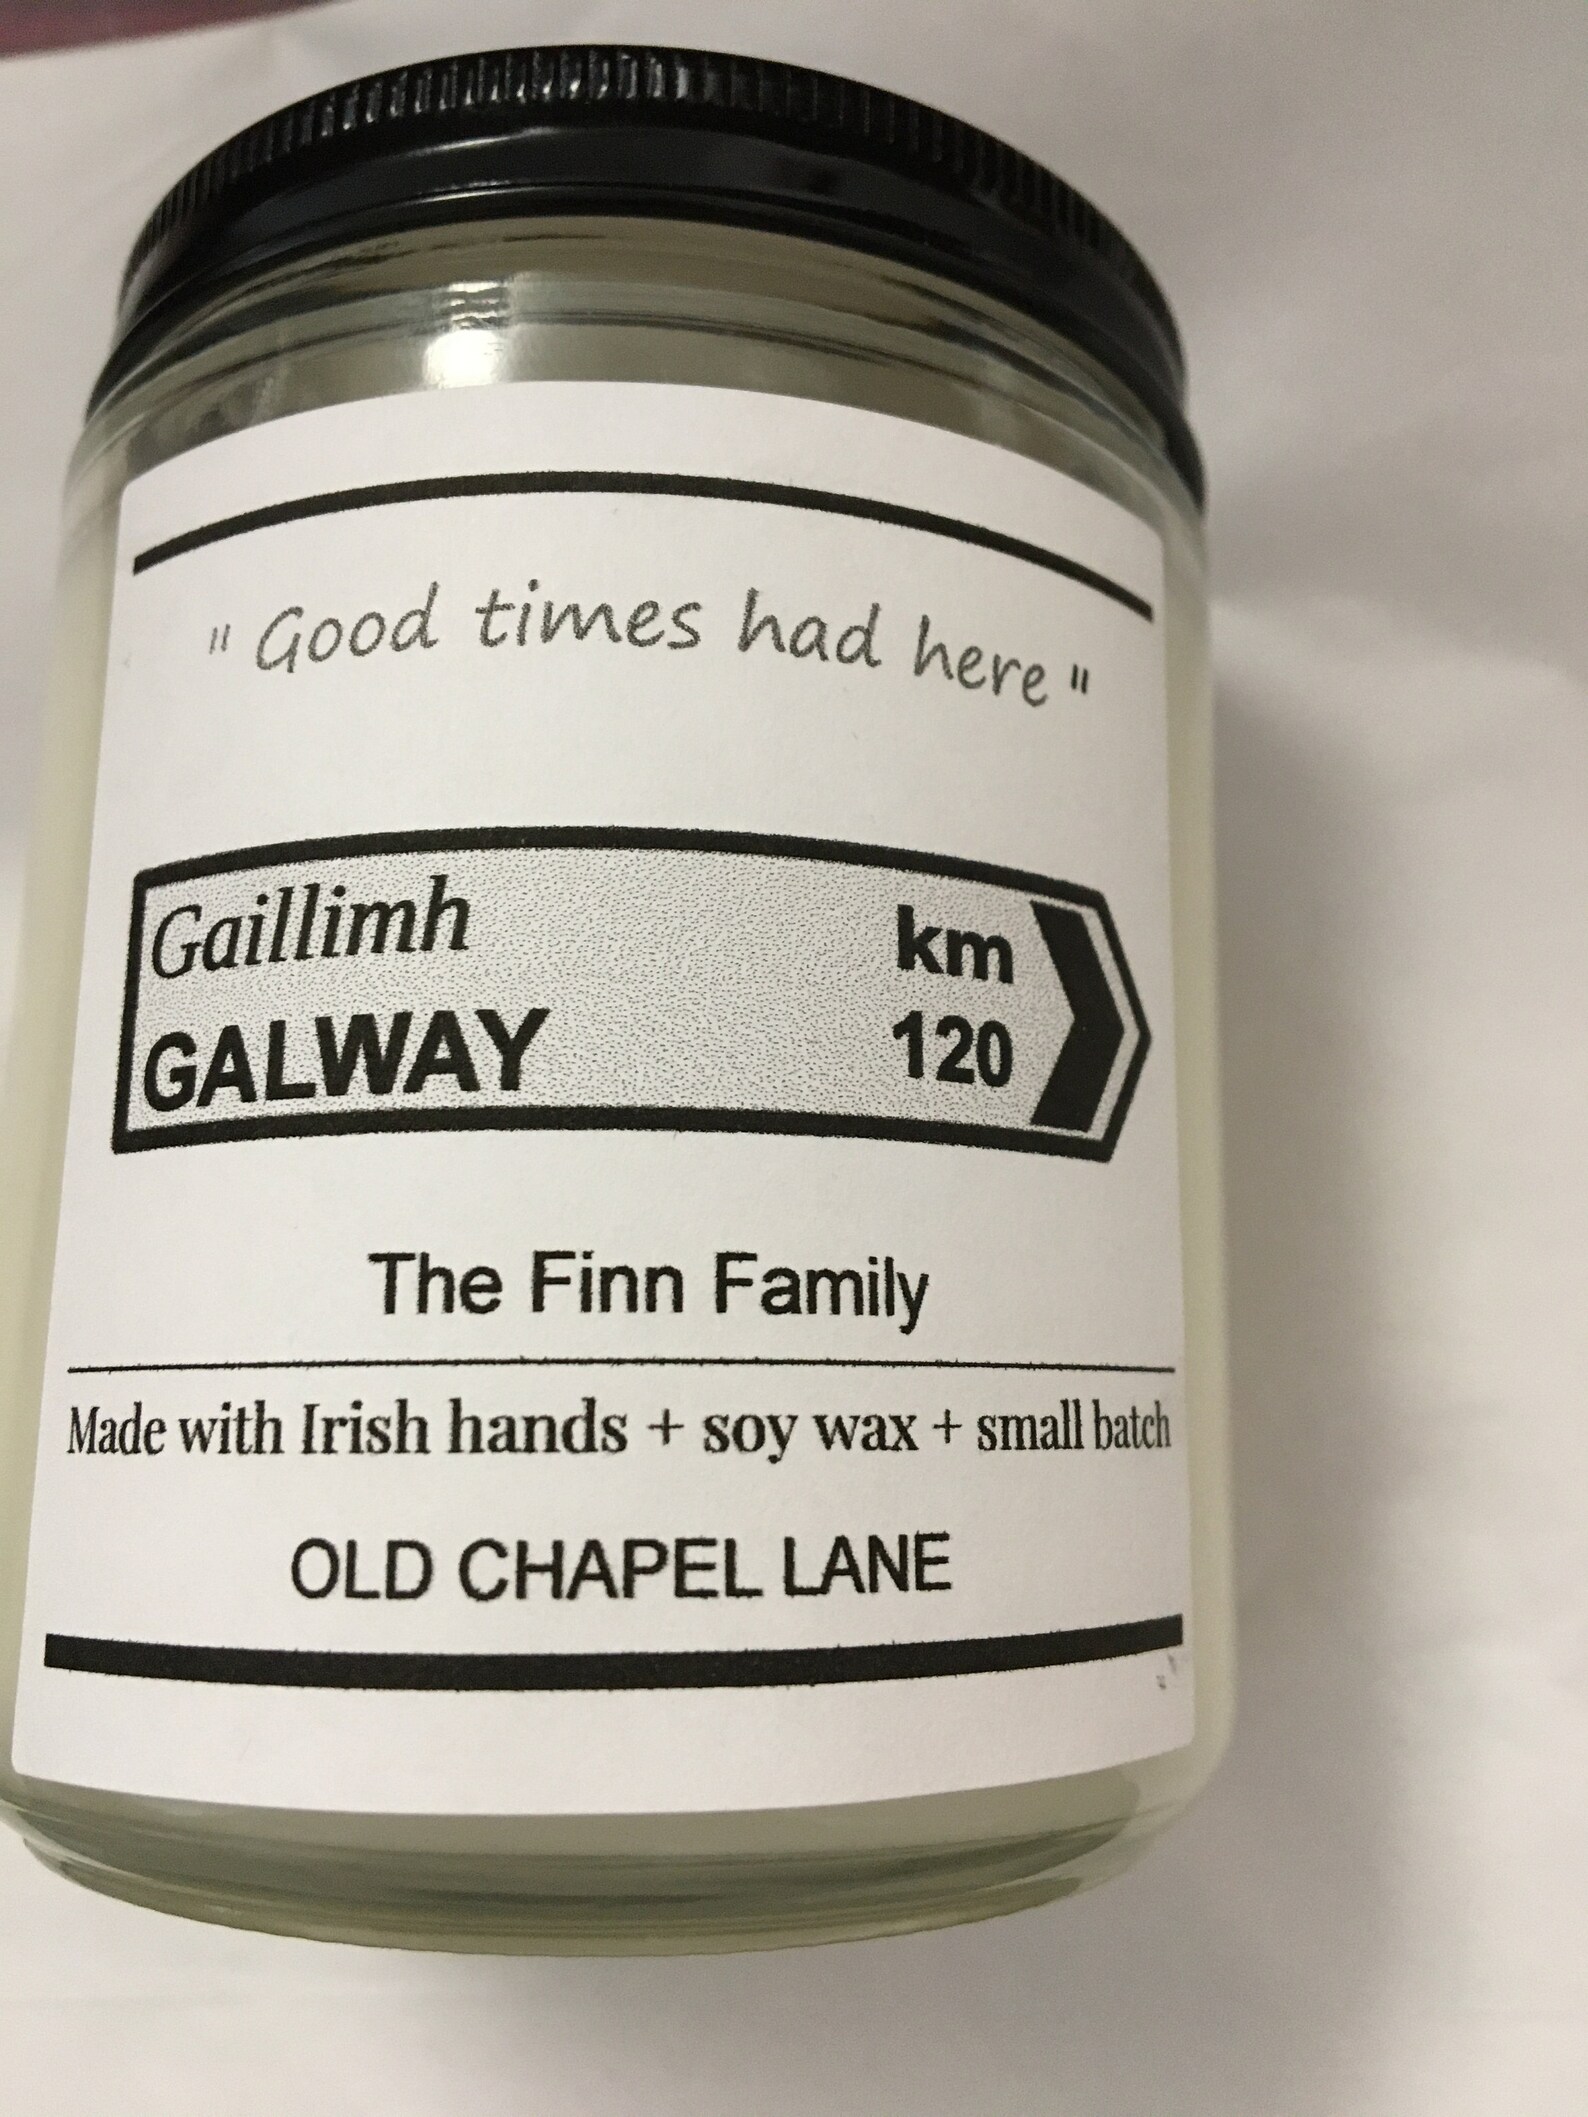 " Good times had here "
Gaillimh km
GALWAY 120
The Finn Family
Made with Irish hands + soy wax + small batch
OLD CHAPEL LANE